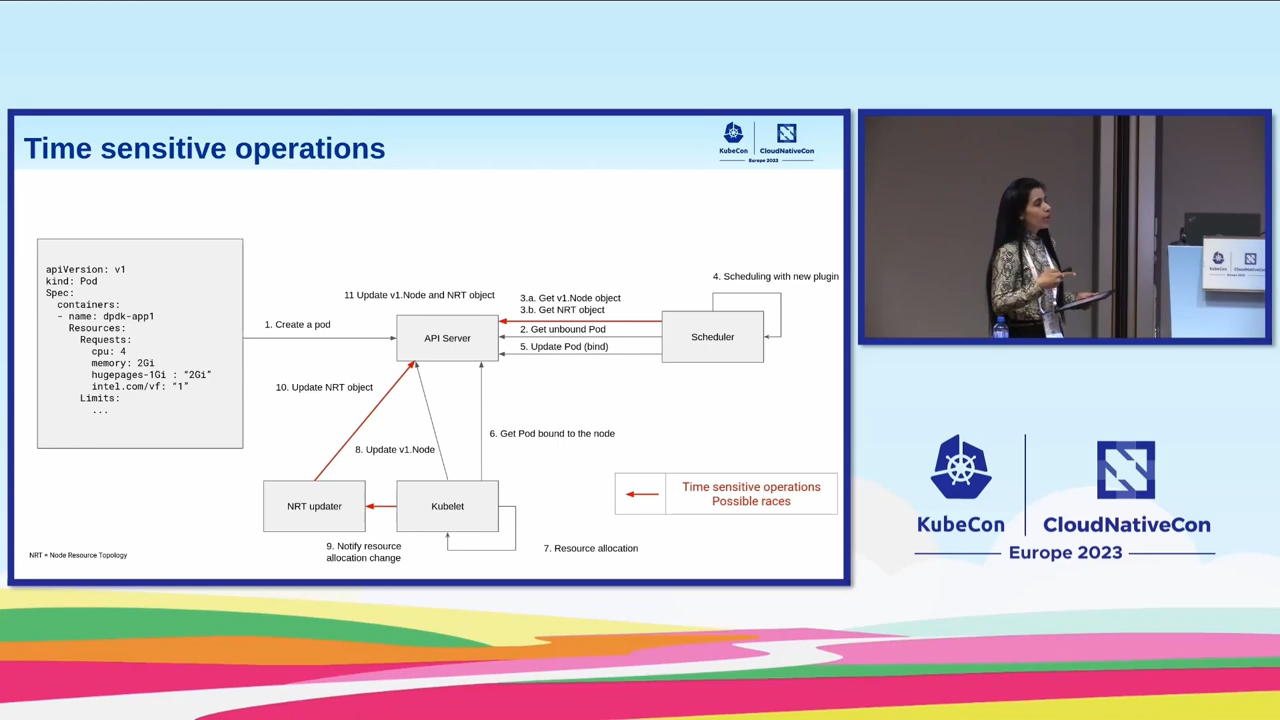 Time sensitive operations
KubeCon
CloudNativeCon
Europe 2023
apiVersion: v1
kind: Pod
Spec:
containers:
- name: dpdk-app1
Resources:
Requests:
cpu: 4
memory: 2Gi
hugepages-1Gi : "2Gi"
intel.com/vf: "1"
Limits:
...
1. Create a pod
11 Update v1.Node and NRT object
API Server
3.a. Get v1.Node object
3.b. Get NRT object
2. Get unbound Pod
5. Update Pod (bind)
4. Scheduling with new plugin
Scheduler
10. Update NRT object
8. Update v1.Node
6. Get Pod bound to the node
NRT updater
Kubelet
9. Notify resource
allocation change
7. Resource allocation
Time sensitive operations
Possible races
NRT = Node Resource Topology
KubeCon
CloudNativeCon
Europe 2023